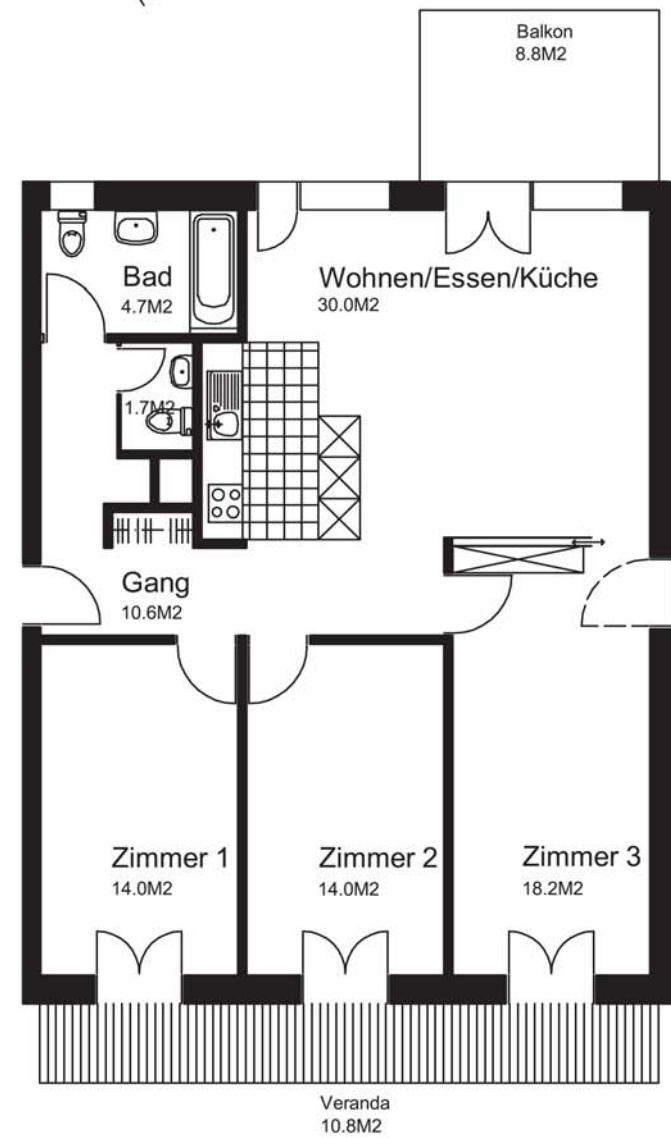 Balkon
8.8M2
Bad
4.7M2
Wohnen/Essen/Küche
30.0M2
1.7M2
Gang
10.6M2
Zimmer 1
14.0M2
Zimmer 2
14.0M2
Zimmer 3
18.2M2
Veranda
10.8M2